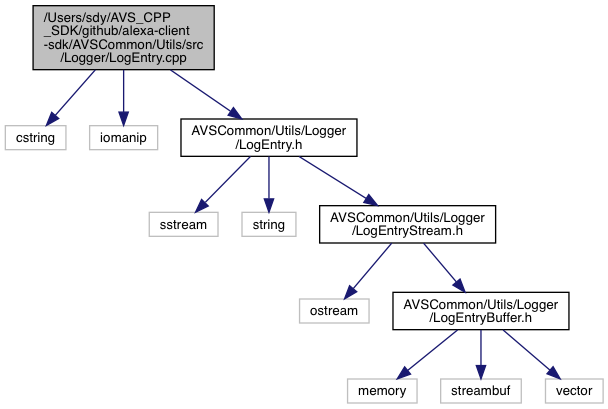 /Users/sdy/AVS_CPP
_SDK/github/alexa-client
-sdk/AVSCommon/Utils/src
/Logger/LogEntry.cpp
cstring
iomanip
AVSCommon/Utils/Logger
/LogEntry.h
sstream
string
AVSCommon/Utils/Logger
/LogEntryStream.h
ostream
AVSCommon/Utils/Logger
/LogEntryBuffer.h
memory
streambuf
vector